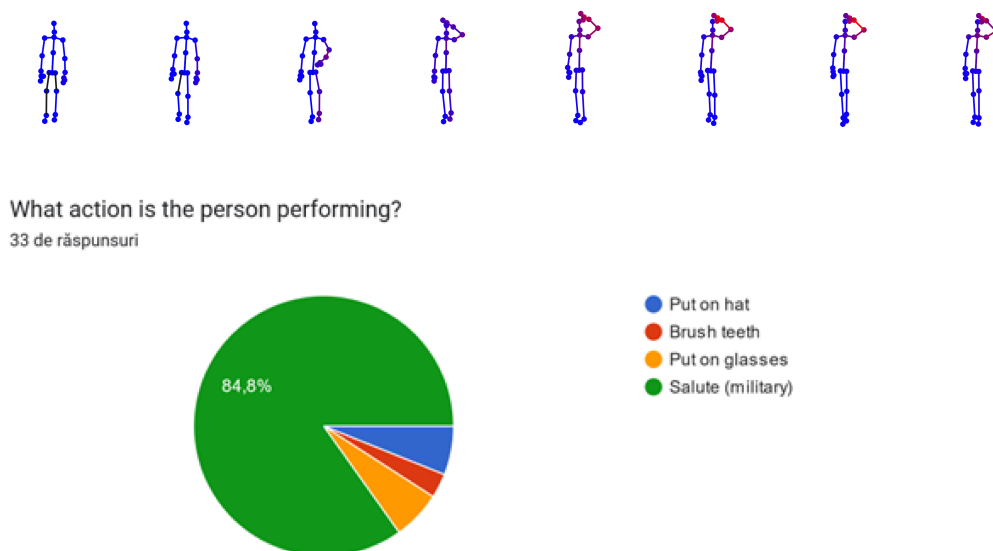 What action is the person performing?
33 de răspunsuri
84,8%
Put on hat
Brush teeth
Put on glasses
Salute (military)